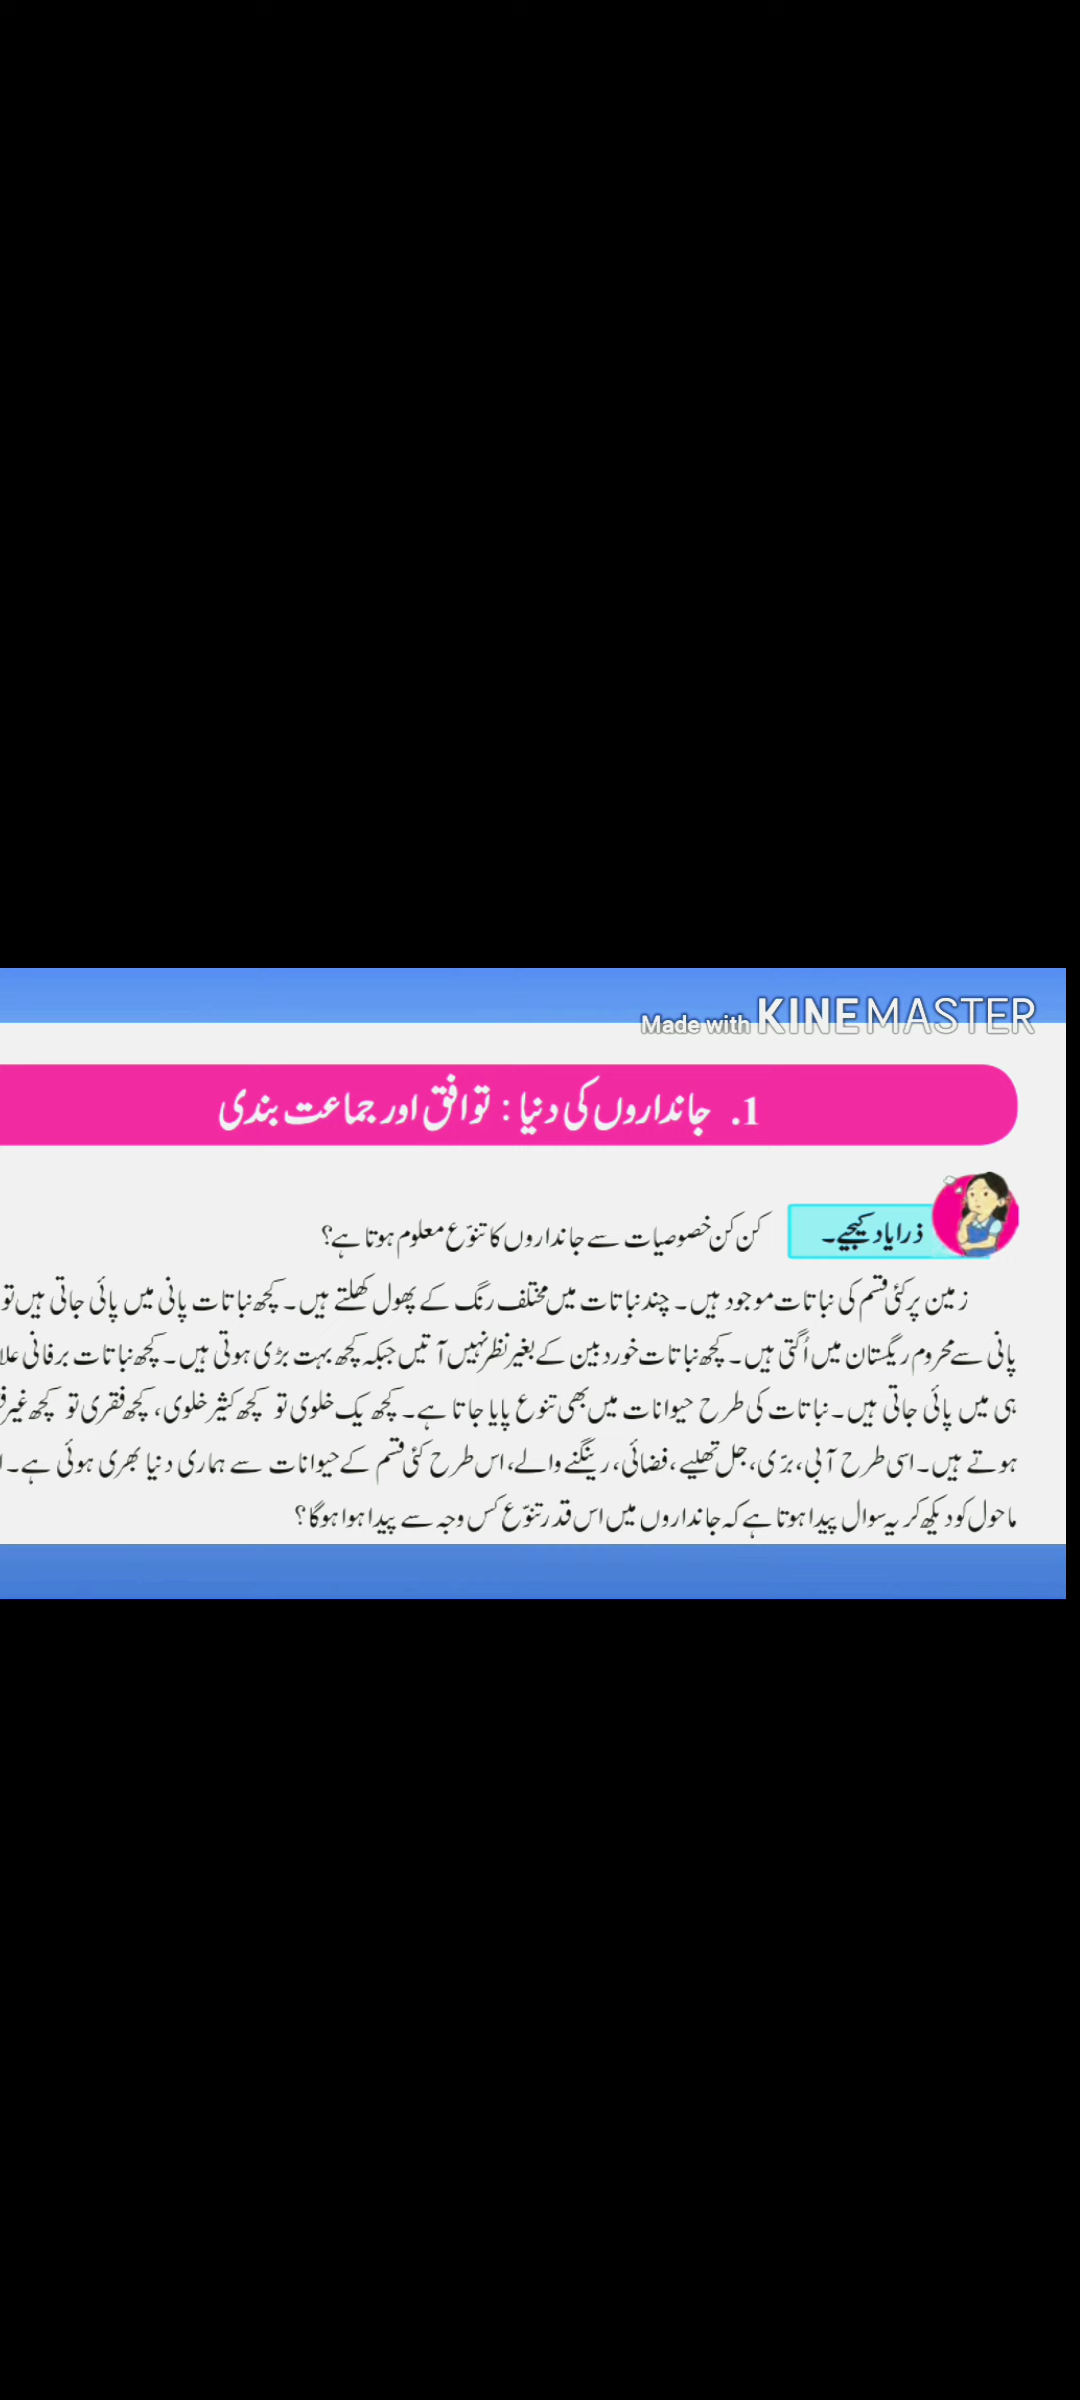 Made with KINEMASTER
1. جانداروں کی دنیا : توافق اور جماعت بندی
ذرا یاد کیجیے۔ کن کن خصوصیات سے جانداروں کا تنوّع معلوم ہوتا ہے؟
زمین پر کئی قسم کی نباتات موجود ہیں۔ چند نباتات میں مختلف رنگ کے پھول کھلتے ہیں۔ کچھ نباتات پانی میں پائی جاتی ہیں تو
پانی سے محروم ریگستان میں اُگتی ہیں۔ کچھ نباتات خوردبین کے بغیر نظر نہیں آتیں جبکہ کچھ بہت بڑی ہوتی ہیں۔ کچھ نباتات برفانی
ہی میں پائی جاتی ہیں۔ نباتات کی طرح حیوانات میں بھی تنوع پایا جاتا ہے۔ کچھ یک خلوی تو کچھ کثیر خلوی، کچھ فقری تو کچھ
ہوتے ہیں۔ اسی طرح آبی، برّی، جل تھلیے، فضائی، رینگنے والے، اس طرح کئی قسم کے حیوانات سے ہماری دنیا بھری ہوئی ہے۔
ماحول کو دیکھ کر یہ سوال پیدا ہوتا ہے کہ جانداروں میں اس قدر تنوّع کس وجہ سے پیدا ہوا ہوگا؟